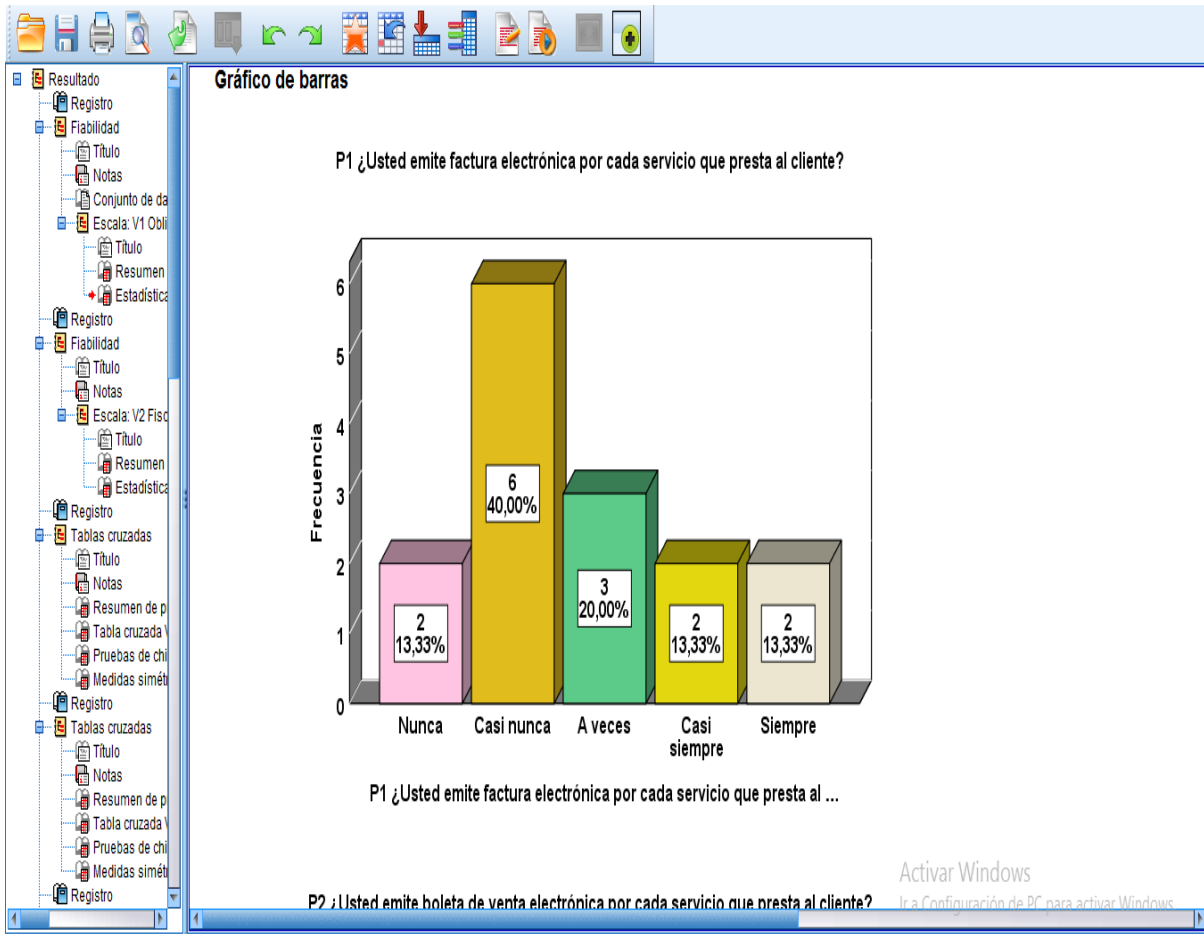 Resultado
Registro
Fiabilidad
Título
Notas
Conjunto de da
Escala: V1 Obli
Título
Resumen
Estadística
Registro
Fiabilidad
Título
Notas
Escala: V2 Fisc
Título
Resumen
Estadística
Registro
Tablas cruzadas
Título
Notas
Resumen de p
Tabla cruzada V
Pruebas de chi
Medidas simét
Registro
Tablas cruzadas
Título
Notas
Resumen de p
Tabla cruzada V
Pruebas de chi
Medidas simét
Registro
Gráfico de barras
P1 ¿Usted emite factura electrónica por cada servicio que presta al cliente?
Frecuencia
6
5
4
3
2
1
0
2
13,33%
6
40,00%
3
20,00%
2
13,33%
2
13,33%
Nunca
Casi nunca
A veces
Casi
siempre
Siempre
P1 ¿Usted emite factura electrónica por cada servicio que presta al ...
P2 ¿Usted emite boleta de venta electrónica por cada servicio que presta al cliente?
Activar Windows
Ir a Configuración de PC para activar Windows.